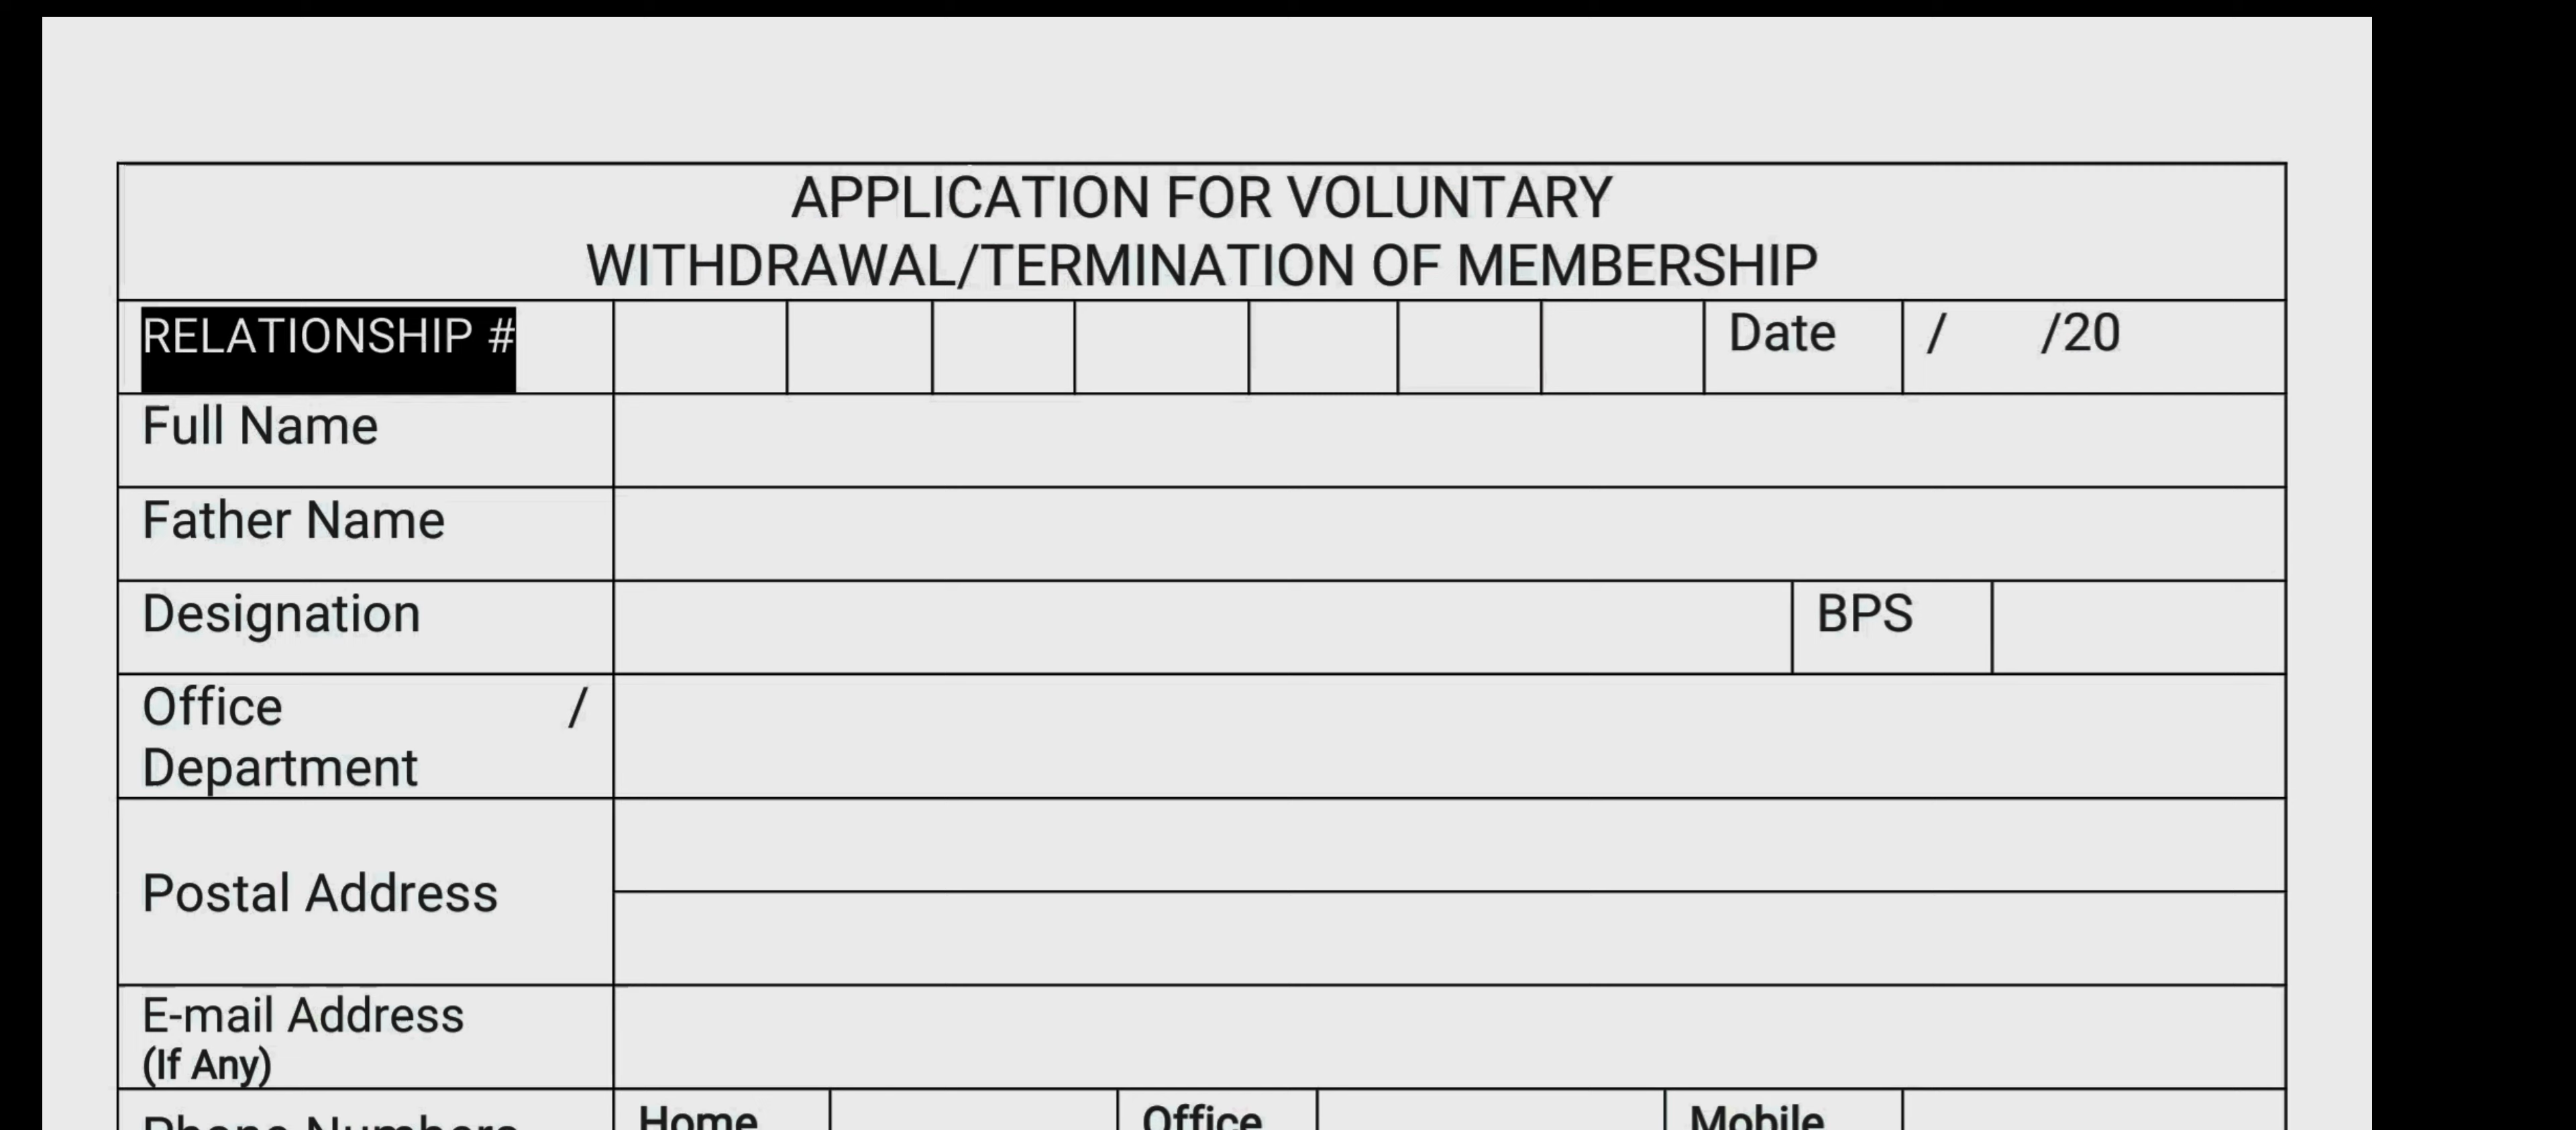 APPLICATION FOR VOLUNTARY
WITHDRAWAL/TERMINATION OF MEMBERSHIP
RELATIONSHIP # Date / /20
Full Name
Father Name
Designation BPS
Office /
Department
Postal Address
E-mail Address
(If Any)
Phone Numbers Home Office Mobile